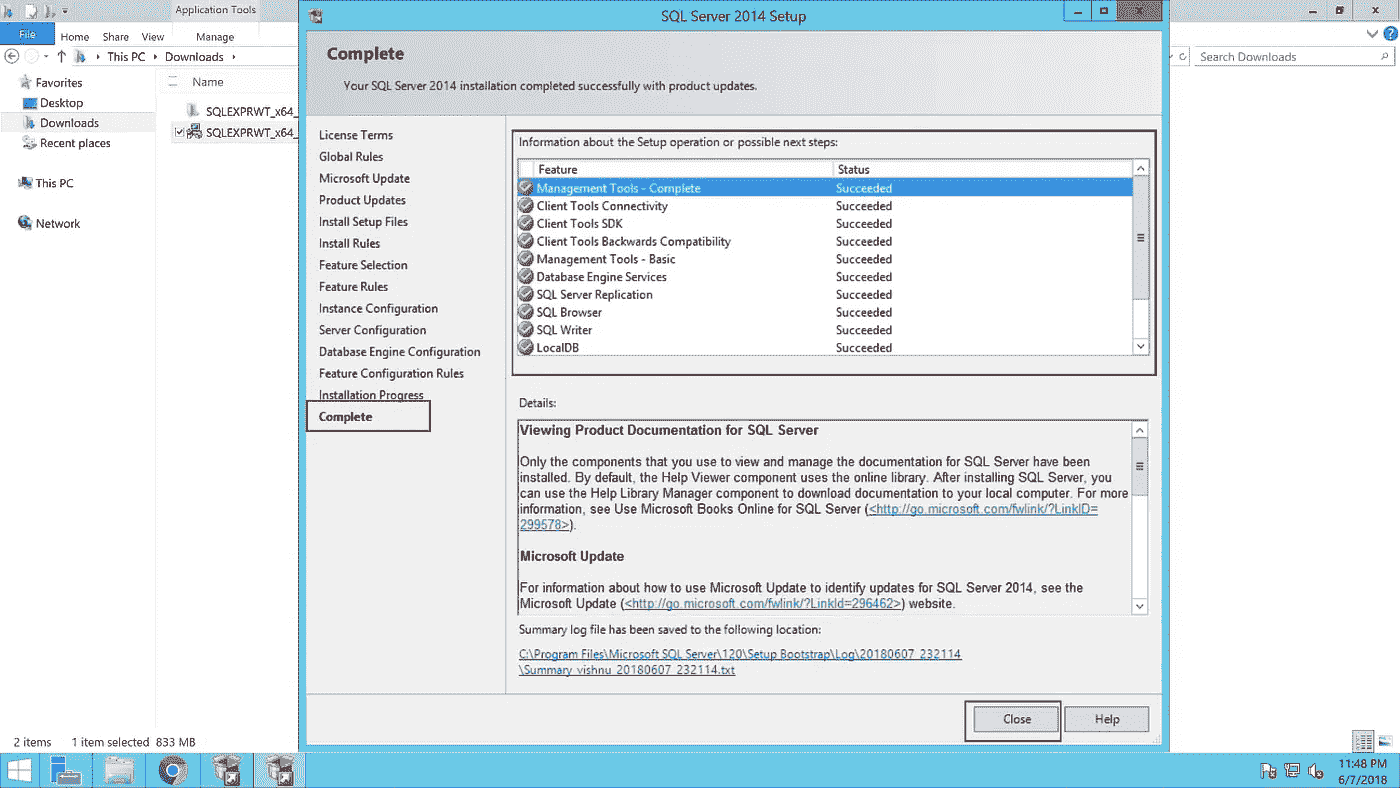 Application Tools
SQL Server 2014 Setup
File Home Share View Manage
This PC Downloads
Search Downloads
Favorites
Desktop
Downloads
Recent places
This PC
Network
Name
SQLEXPRWT_x64_
SQLEXPRWT_x64_
Complete
Your SQL Server 2014 installation completed successfully with product updates.
License Terms
Global Rules
Microsoft Update
Product Updates
Install Setup Files
Install Rules
Feature Selection
Feature Rules
Instance Configuration
Server Configuration
Database Engine Configuration
Feature Configuration Rules
Installation Progress
Complete
Information about the Setup operation or possible next steps:
Feature Status
Management Tools - Complete Succeeded
Client Tools Connectivity Succeeded
Client Tools SDK Succeeded
Client Tools Backwards Compatibility Succeeded
Management Tools - Basic Succeeded
Database Engine Services Succeeded
SQL Server Replication Succeeded
SQL Browser Succeeded
SQL Writer Succeeded
LocalDB Succeeded
Details:
Viewing Product Documentation for SQL Server
Only the components that you use to view and manage the documentation for SQL Server have been
installed. By default, the Help Viewer component uses the online library. After installing SQL Server, you
can use the Help Library Manager component to download documentation to your local computer. For more
information, see Use Microsoft Books Online for SQL Server (<http://go.microsoft.com/fwlink/?LinkID=
299578>).
Microsoft Update
For information about how to use Microsoft Update to identify updates for SQL Server 2014, see the
Microsoft Update (<http://go.microsoft.com/fwlink/?LinkId=296462>) website.
Summary log file has been saved to the following location:
C:\Program Files\Microsoft SQL Server\120\Setup Bootstrap\Log\20180607_232114
\Summary_vishnu_20180607_232114.txt
Close Help
2 items 1 item selected 833 MB
11:48 PM
6/7/2018